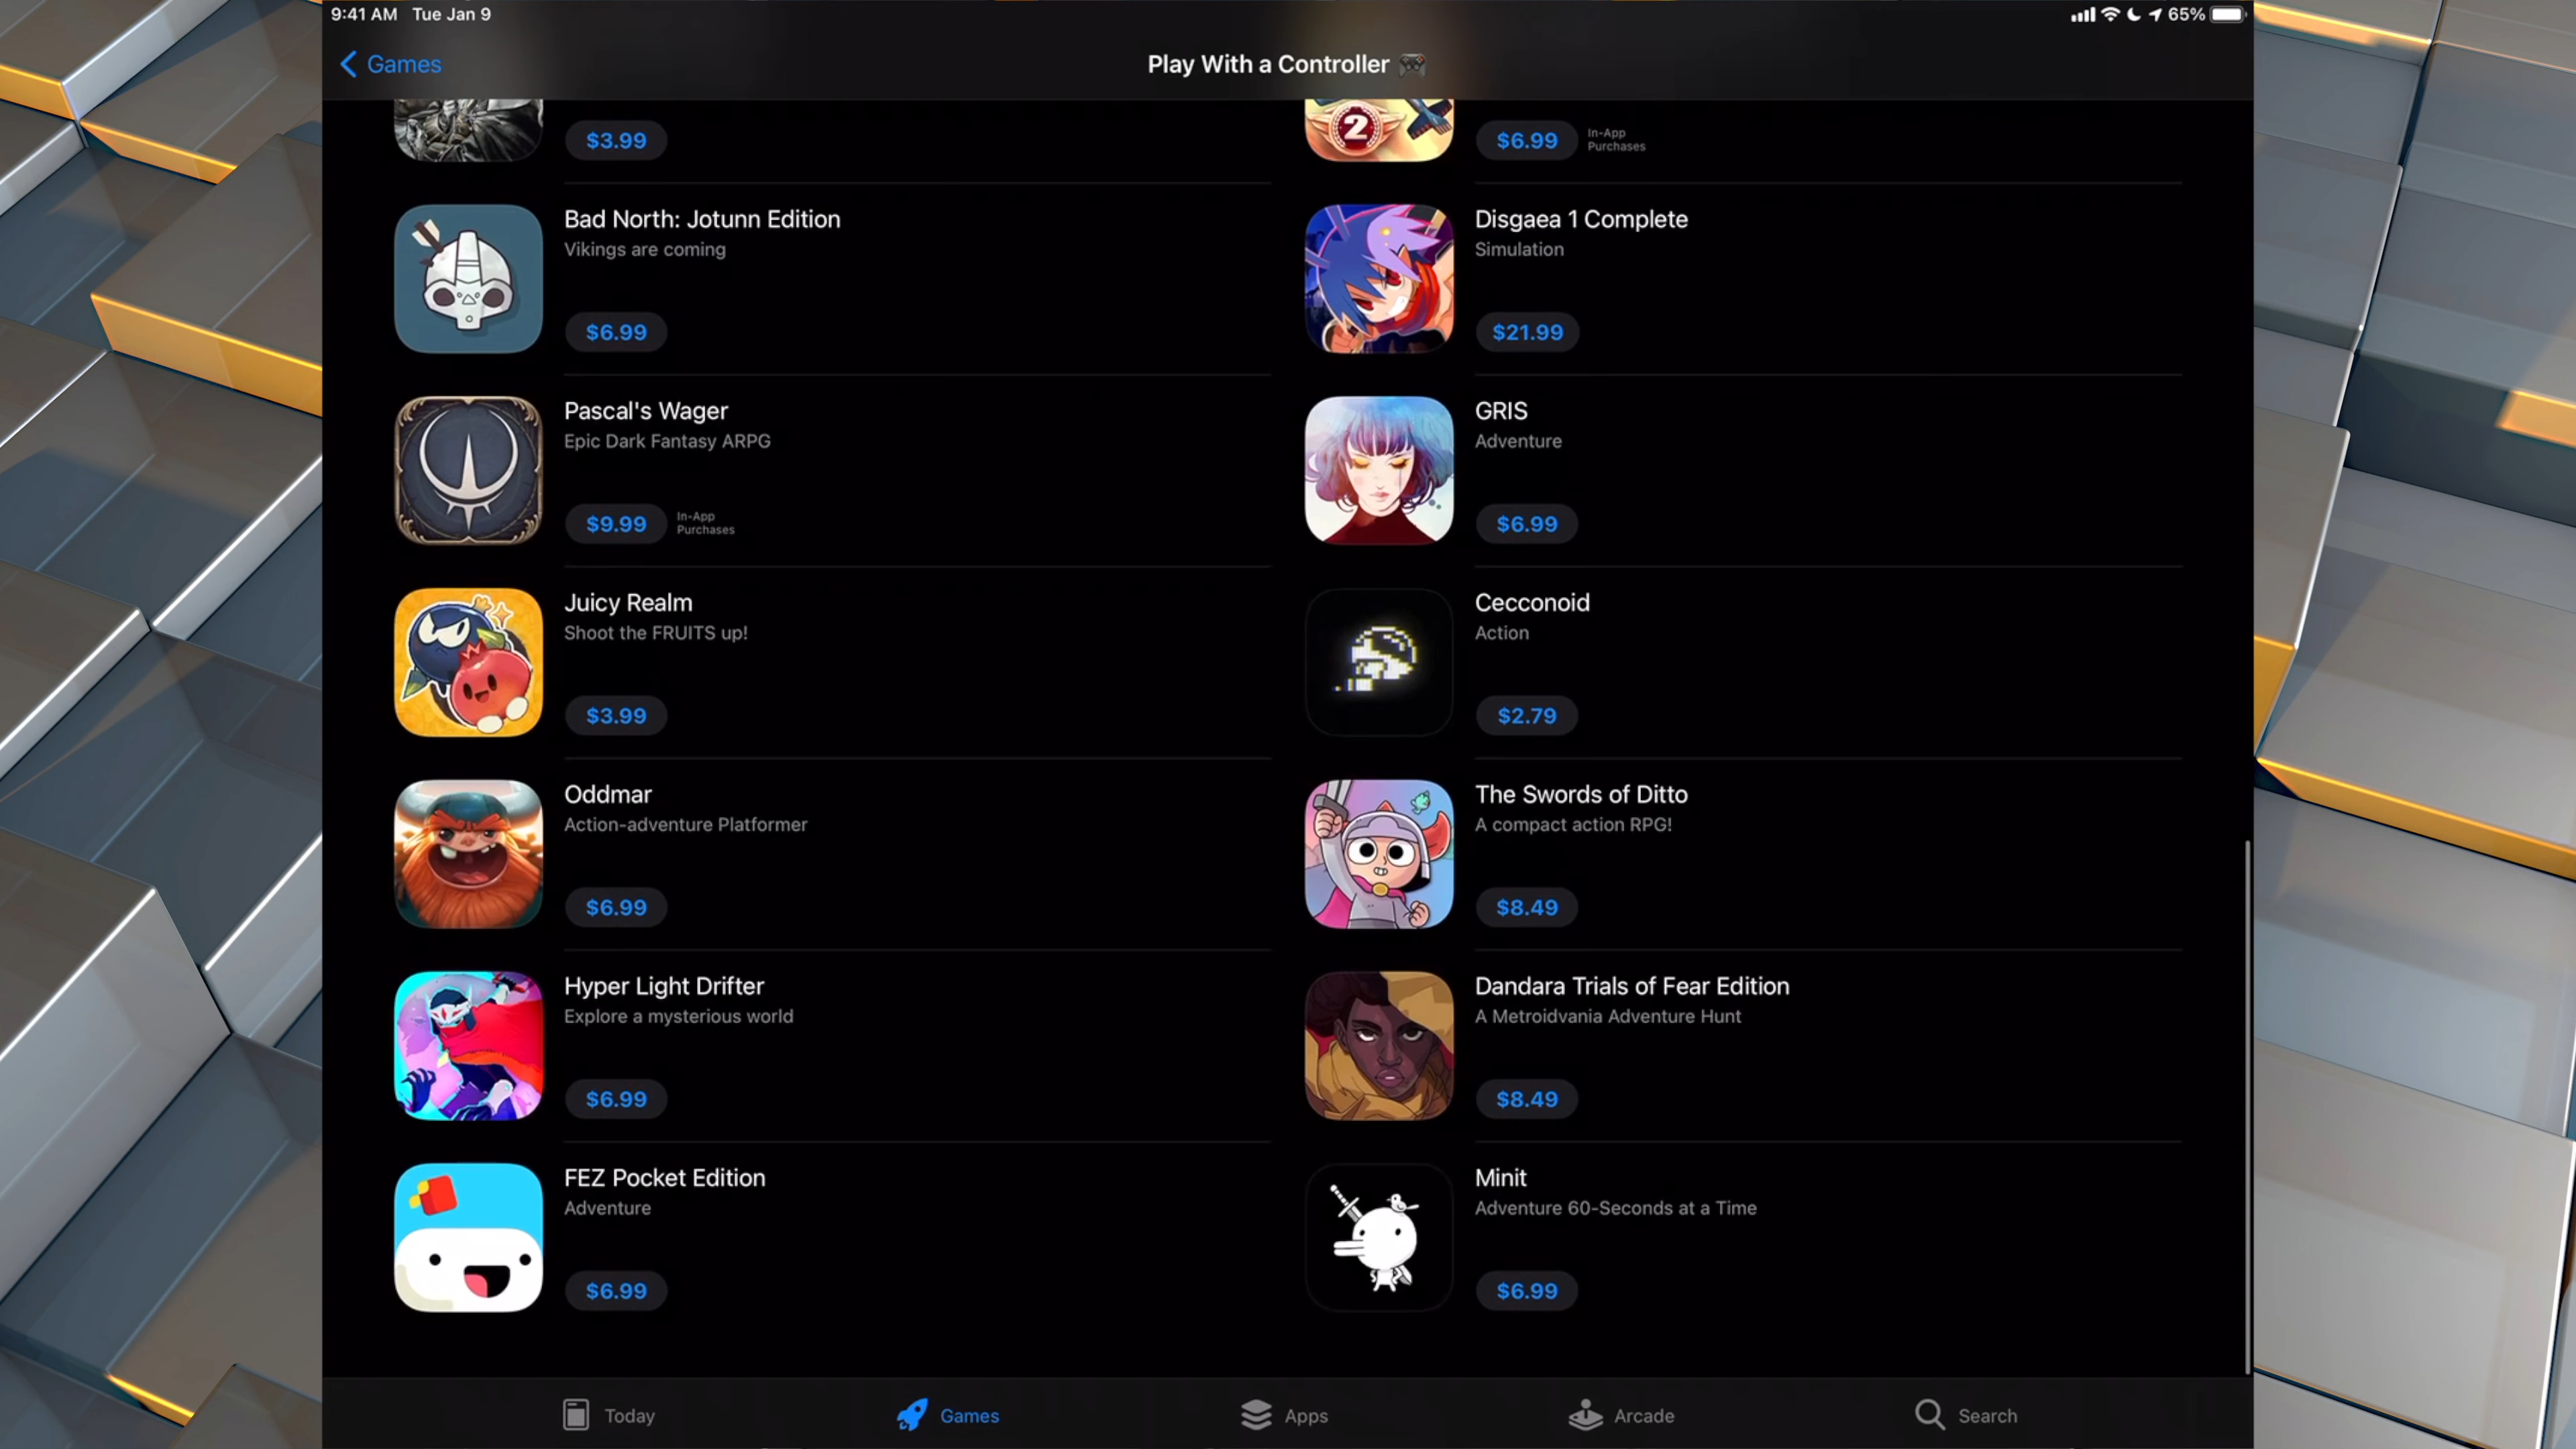 9:41 AM Tue Jan 9
65%
Games
Play With a Controller
$3.99
2
$6.99
In-App
Purchases
Bad North: Jotunn Edition
Vikings are coming
$6.99
Disgaea 1 Complete
Simulation
$21.99
Pascal's Wager
Epic Dark Fantasy ARPG
$9.99
In-App
Purchases
GRIS
Adventure
$6.99
Juicy Realm
Shoot the FRUITS up!
$3.99
Cecconoid
Action
$2.79
Oddmar
Action-adventure Platformer
$6.99
The Swords of Ditto
A compact action RPG!
$8.49
Hyper Light Drifter
Explore a mysterious world
$6.99
Dandara Trials of Fear Edition
A Metroidvania Adventure Hunt
$8.49
FEZ Pocket Edition
Adventure
$6.99
Minit
Adventure 60-Seconds at a Time
$6.99
Today
Games
Apps
Arcade
Search